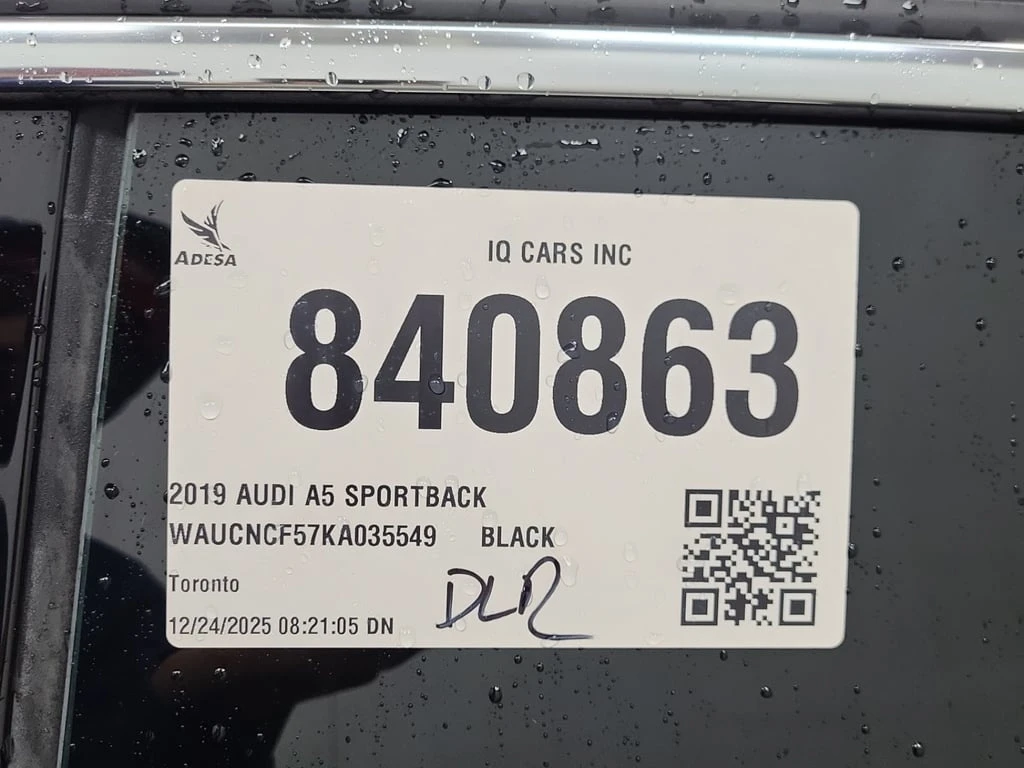 ADESA
IQ CARS INC
840863
2019 AUDI A5 SPORTBACK
WAUCNCF57KA035549 BLACK
Toronto
12/24/2025 08:21:05 DN
DLR